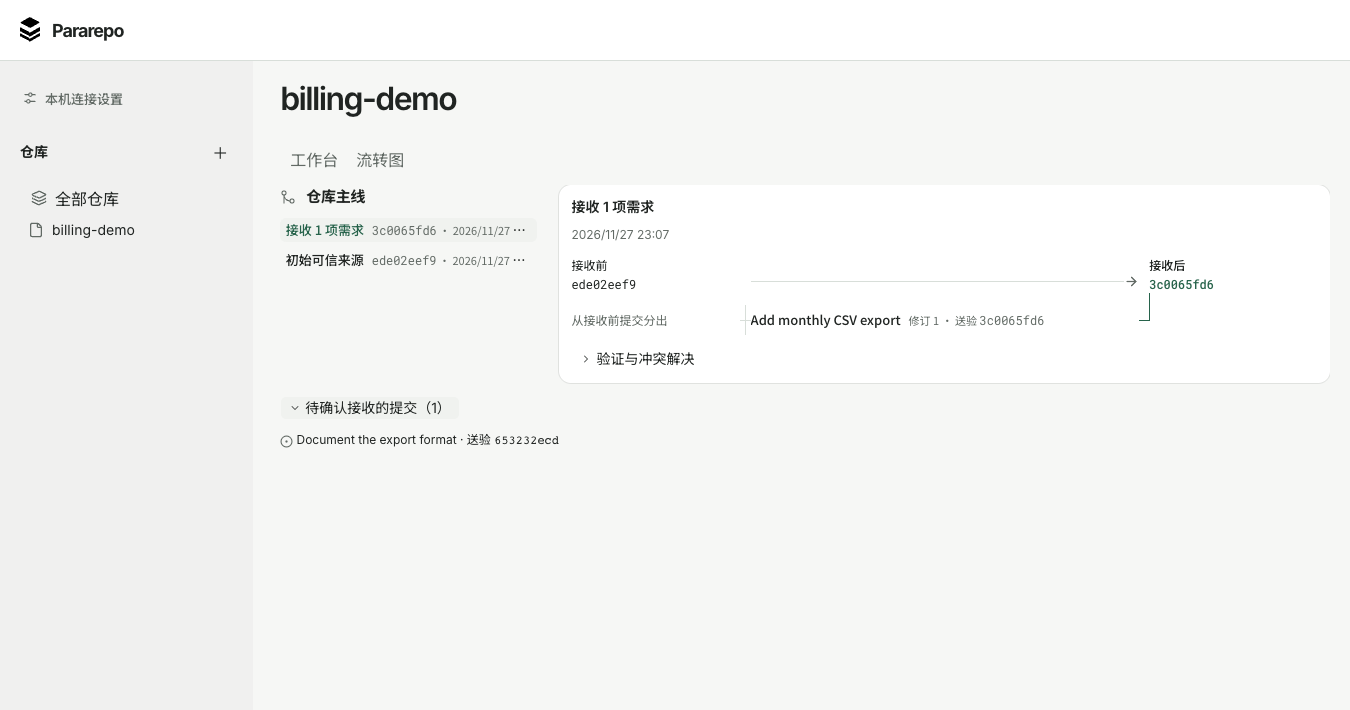 Pararepo
本机连接设置
仓库
全部仓库
billing-demo
billing-demo
工作台 流转图
仓库主线
接收 1 项需求 3c0065fd6 · 2026/11/27 ···
初始可信来源 ede02eef9 · 2026/11/27 ···
接收 1 项需求
2026/11/27 23:07
接收前 接收后
ede02eef9 3c0065fd6
从接收前提交分出 Add monthly CSV export 修订 1 · 送验 3c0065fd6
验证与冲突解决
待确认接收的提交（1）
Document the export format · 送验 653232ecd